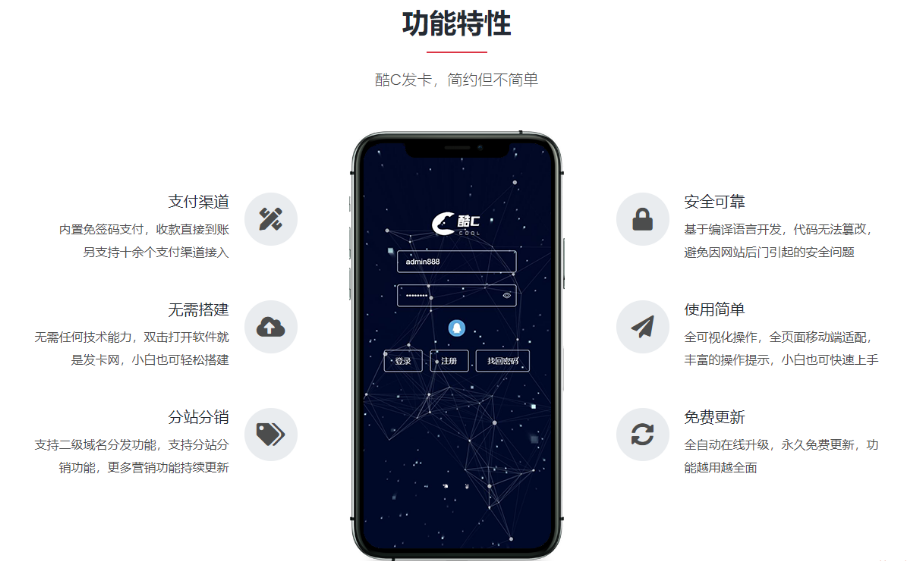 功能特性
酷C发卡，简约但不简单
支付渠道
内置免签码支付，收款直接到账
另支持十余个支付渠道接入
无需搭建
无需任何技术能力，双击打开软件就
是发卡网，小白也可轻松搭建
分站分销
支持二级域名分发功能，支持分站分
销功能，更多营销功能持续更新
酷C
COOL
admin888
••••••••
登录
注册
找回密码
安全可靠
基于编译语言开发，代码无法篡改，
避免因网站后门引起的安全问题
使用简单
全可视化操作，全页面移动端适配，
丰富的操作提示，小白也可快速上手
免费更新
全自动在线升级，永久免费更新，功
能越用越全面